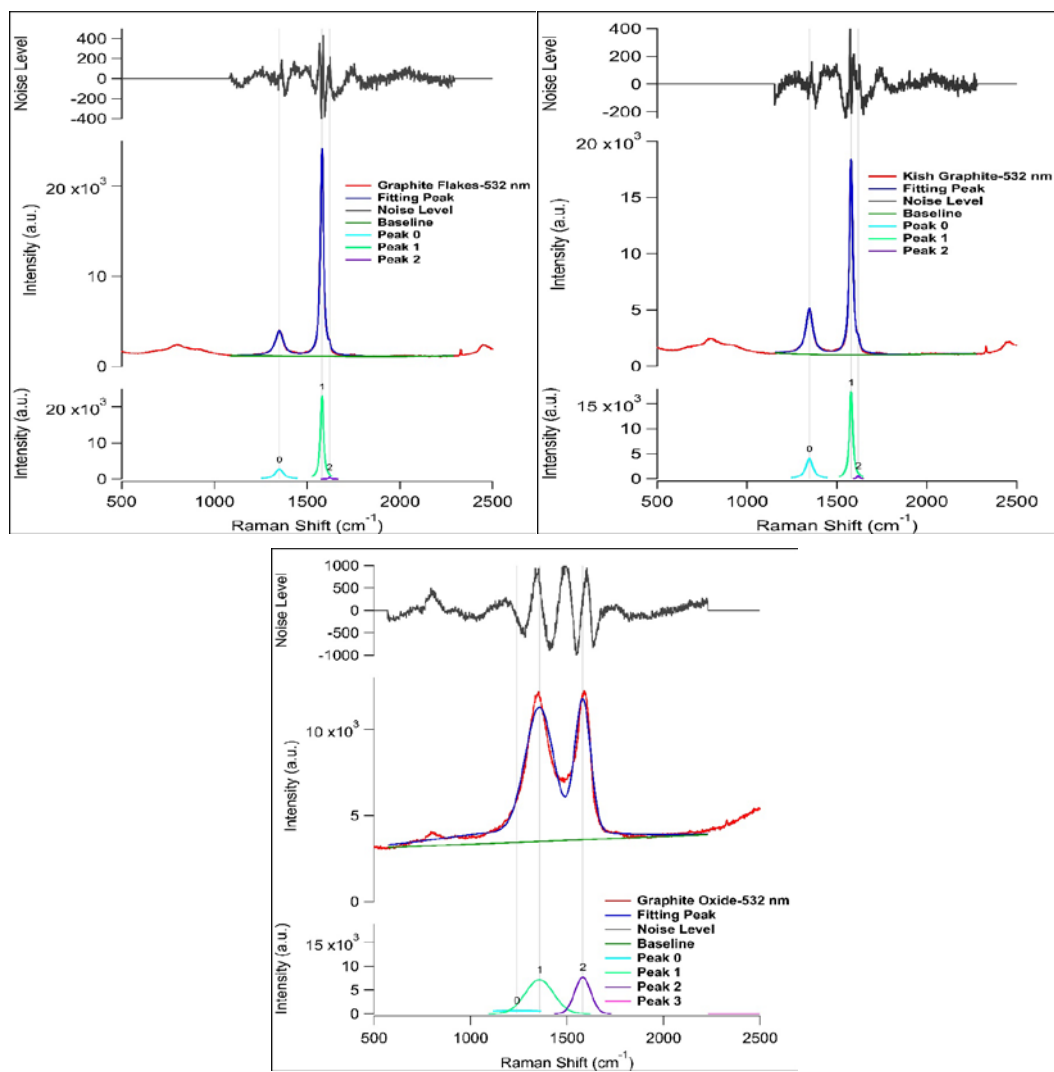 Noise Level
400
200
0
-200
-400
Intensity (a.u.)
20 x10³
10
0
Graphite Flakes-532 nm
Fitting Peak
Noise Level
Baseline
Peak 0
Peak 1
Peak 2
Intensity (a.u.)
20 x10³
10
0
0
1
2
500
1000
1500
2000
2500
Raman Shift (cm⁻¹)
Noise Level
400
200
0
-200
Intensity (a.u.)
20 x10³
15
10
5
0
Kish Graphite-532 nm
Fitting Peak
Noise Level
Baseline
Peak 0
Peak 1
Peak 2
Intensity (a.u.)
15 x10³
10
5
0
0
1
2
500
1000
1500
2000
2500
Raman Shift (cm⁻¹)
Noise Level
1000
500
0
-500
-1000
Intensity (a.u.)
10 x10³
5
0
Graphite Oxide-532 nm
Fitting Peak
Noise Level
Baseline
Peak 0
Peak 1
Peak 2
Peak 3
Intensity (a.u.)
15 x10³
10
5
0
0
1
2
500
1000
1500
2000
2500
Raman Shift (cm⁻¹)